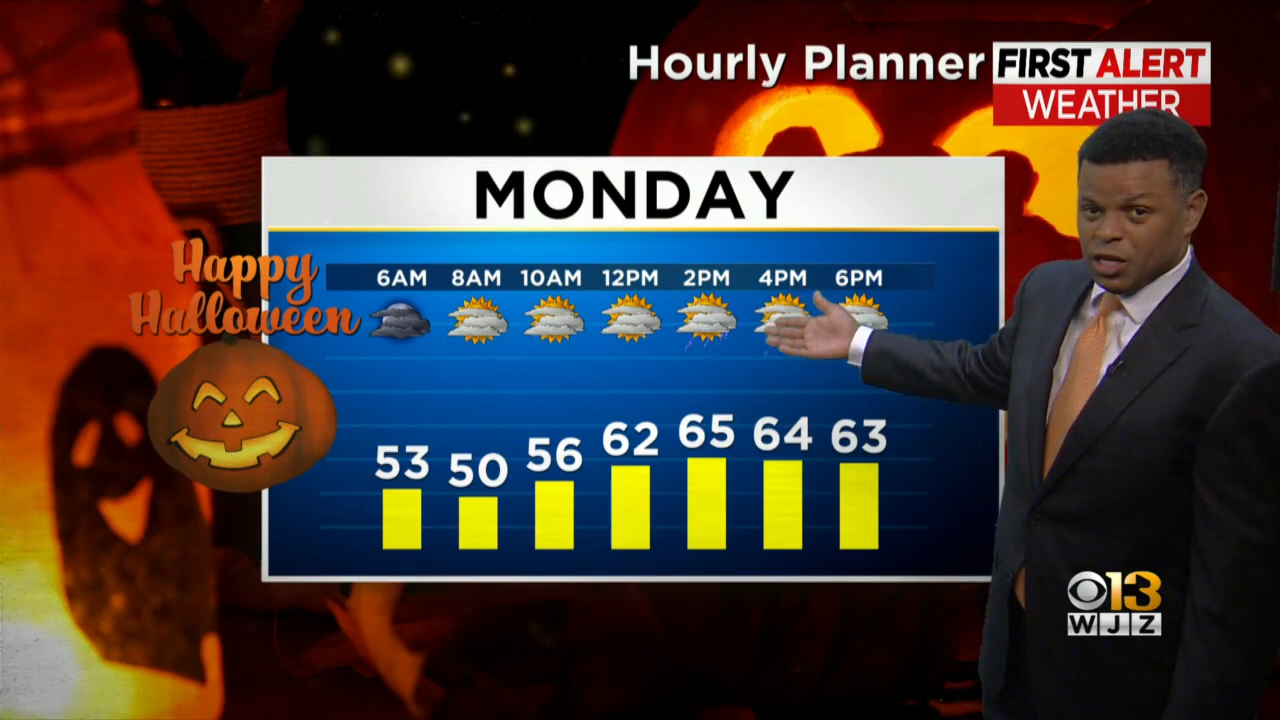 Hourly Planner
FIRST ALERT
WEATHER
MONDAY
6AM 8AM 10AM 12PM 2PM 4PM 6PM
Happy
Halloween
53 50 56 62 65 64 63
13
WJZ